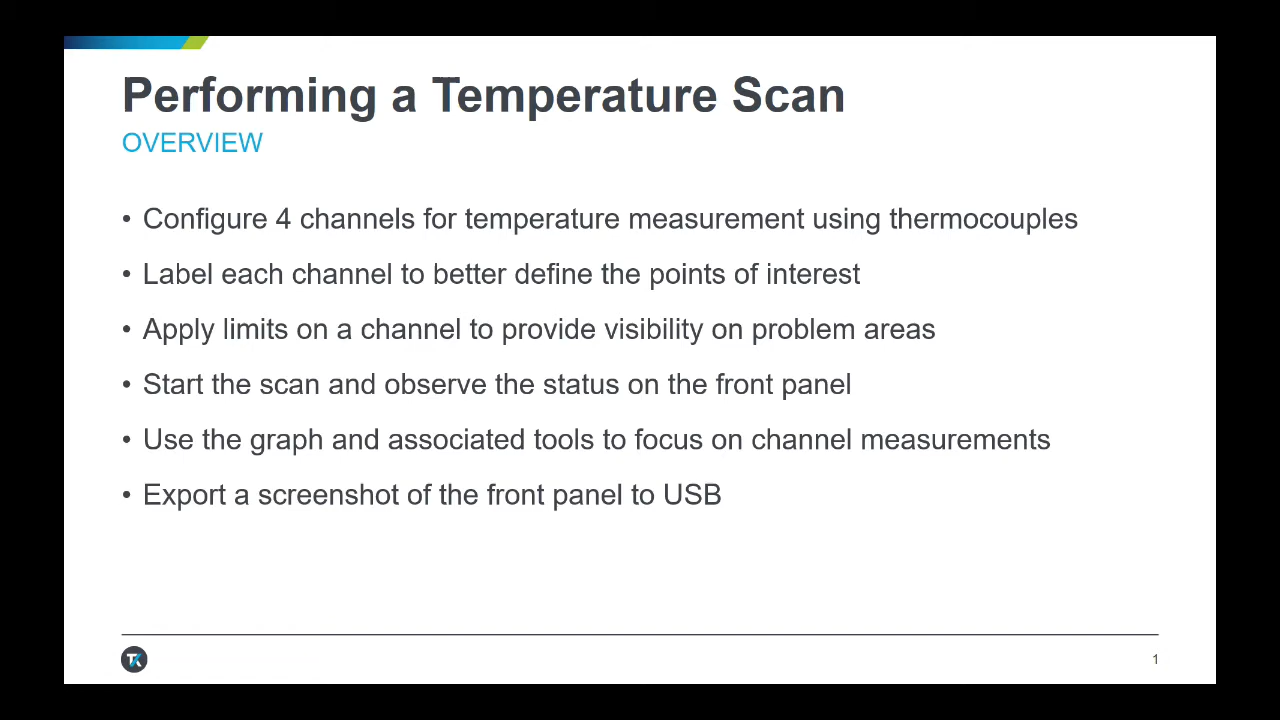 Performing a Temperature Scan
OVERVIEW
• Configure 4 channels for temperature measurement using thermocouples
• Label each channel to better define the points of interest
• Apply limits on a channel to provide visibility on problem areas
• Start the scan and observe the status on the front panel
• Use the graph and associated tools to focus on channel measurements
• Export a screenshot of the front panel to USB
TK
1